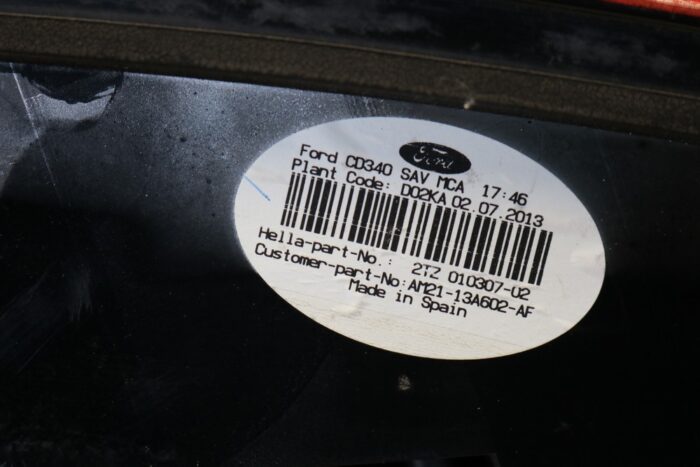 Ford
Ford CD340 SAV MCA 17:46
Plant Code: D02KA 02.07.2013
Hella-part-No.: 2TZ 010307-02
Customer-part-No:AM21-13A602-AF
Made in Spain